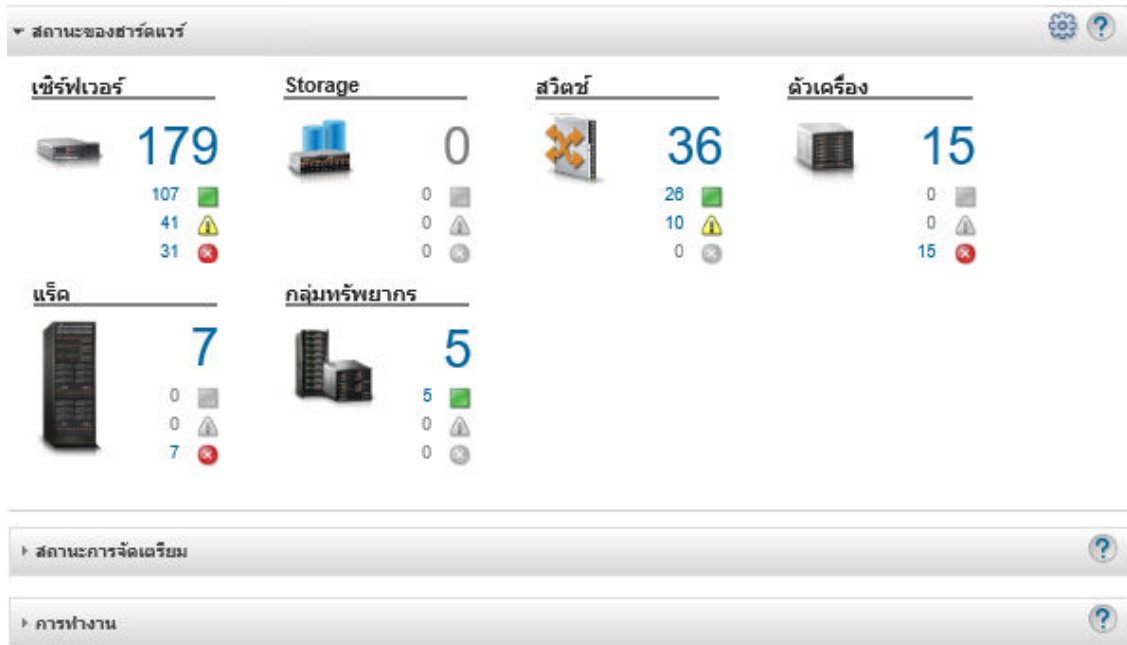 สถานะของฮาร์ดแวร์
เซิร์ฟเวอร์
179
107
41
31
Storage
0
0
0
0
สวิตช์
36
26
10
0
ตัวเครื่อง
15
0
0
15
แร็ค
7
0
0
7
กลุ่มทรัพยากร
5
5
0
0
สถานะการจัดเตรียม
การทำงาน